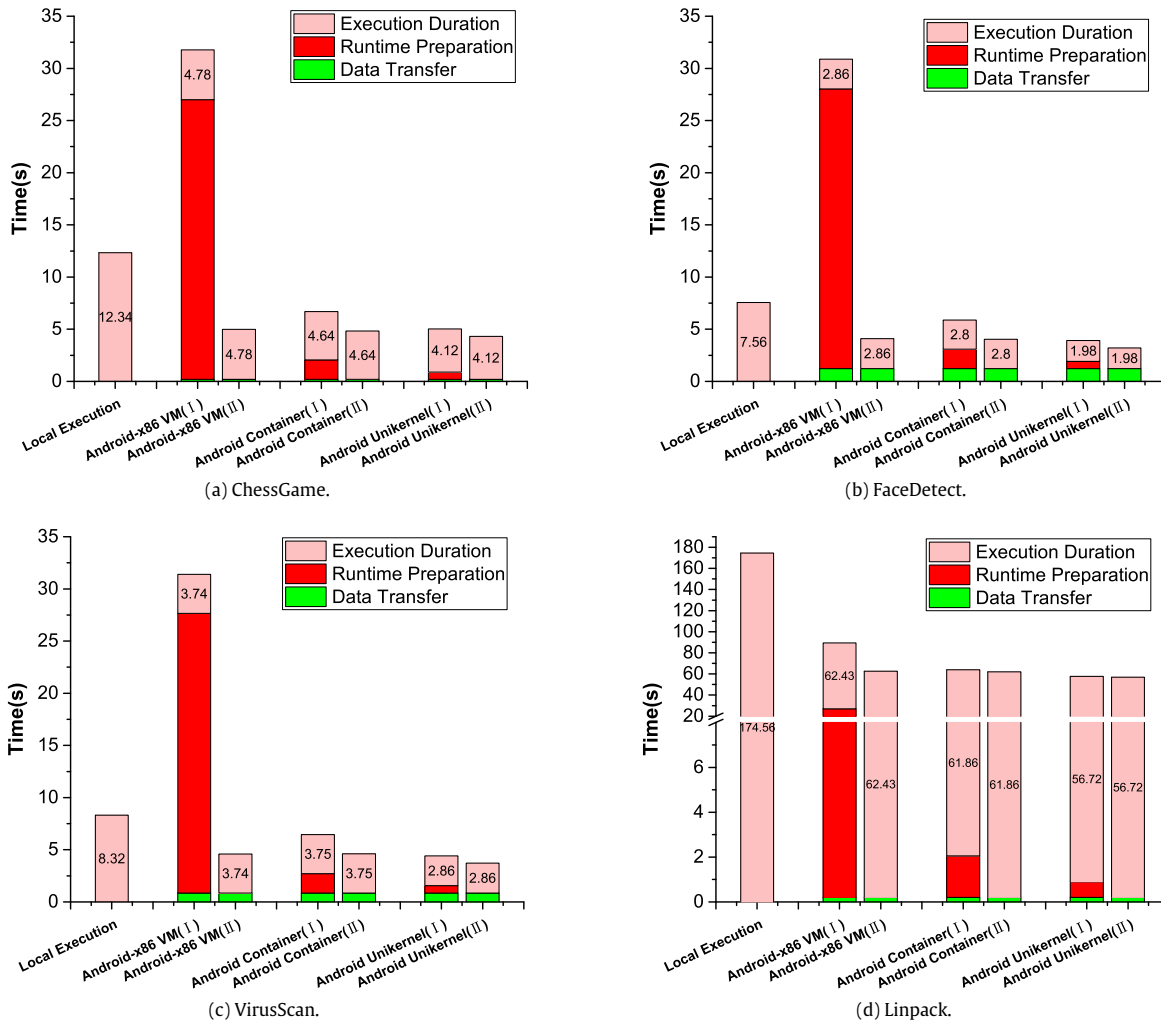 35
30
25
20
15
10
5
0
Time(s)
Execution Duration
Runtime Preparation
Data Transfer
12.34
4.78
4.78
4.64
4.64
4.12
4.12
Local Execution
Android-x86 VM(Ⅰ)
Android-x86 VM(Ⅱ)
Android Container(Ⅰ)
Android Container(Ⅱ)
Android Unikernel(Ⅰ)
Android Unikernel(Ⅱ)
(a) ChessGame.
35
30
25
20
15
10
5
0
Time(s)
Execution Duration
Runtime Preparation
Data Transfer
7.56
2.86
2.86
2.8
2.8
1.98
1.98
Local Execution
Android-x86 VM(Ⅰ)
Android-x86 VM(Ⅱ)
Android Container(Ⅰ)
Android Container(Ⅱ)
Android Unikernel(Ⅰ)
Android Unikernel(Ⅱ)
(b) FaceDetect.
35
30
25
20
15
10
5
0
Time(s)
Execution Duration
Runtime Preparation
Data Transfer
8.32
3.74
3.74
3.75
3.75
2.86
2.86
Local Execution
Android-x86 VM(Ⅰ)
Android-x86 VM(Ⅱ)
Android Container(Ⅰ)
Android Container(Ⅱ)
Android Unikernel(Ⅰ)
Android Unikernel(Ⅱ)
(c) VirusScan.
180
160
140
120
100
80
60
40
20
6
4
2
0
Time(s)
Execution Duration
Runtime Preparation
Data Transfer
174.56
62.43
62.43
61.86
61.86
56.72
56.72
Local Execution
Android-x86 VM(Ⅰ)
Android-x86 VM(Ⅱ)
Android Container(Ⅰ)
Android Container(Ⅱ)
Android Unikernel(Ⅰ)
Android Unikernel(Ⅱ)
(d) Linpack.